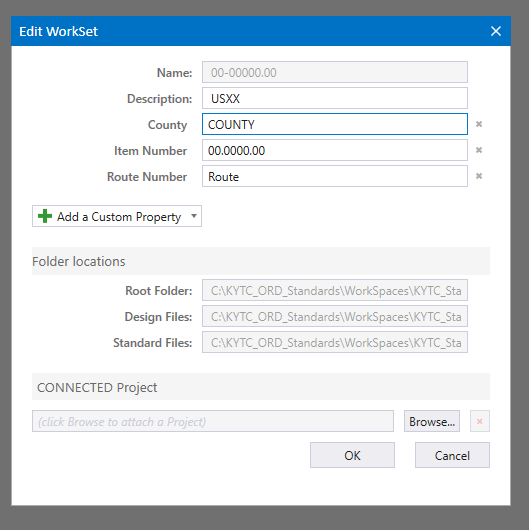 Edit WorkSet
Name: 00-00000.00
Description: USXX
County COUNTY
Item Number 00.0000.00
Route Number Route
Add a Custom Property
Folder locations
Root Folder: C:\KYTC_ORD_Standards\WorkSpaces\KYTC_Sta
Design Files: C:\KYTC_ORD_Standards\WorkSpaces\KYTC_Sta
Standard Files: C:\KYTC_ORD_Standards\WorkSpaces\KYTC_Sta
CONNECTED Project
(click Browse to attach a Project) Browse...
OK Cancel